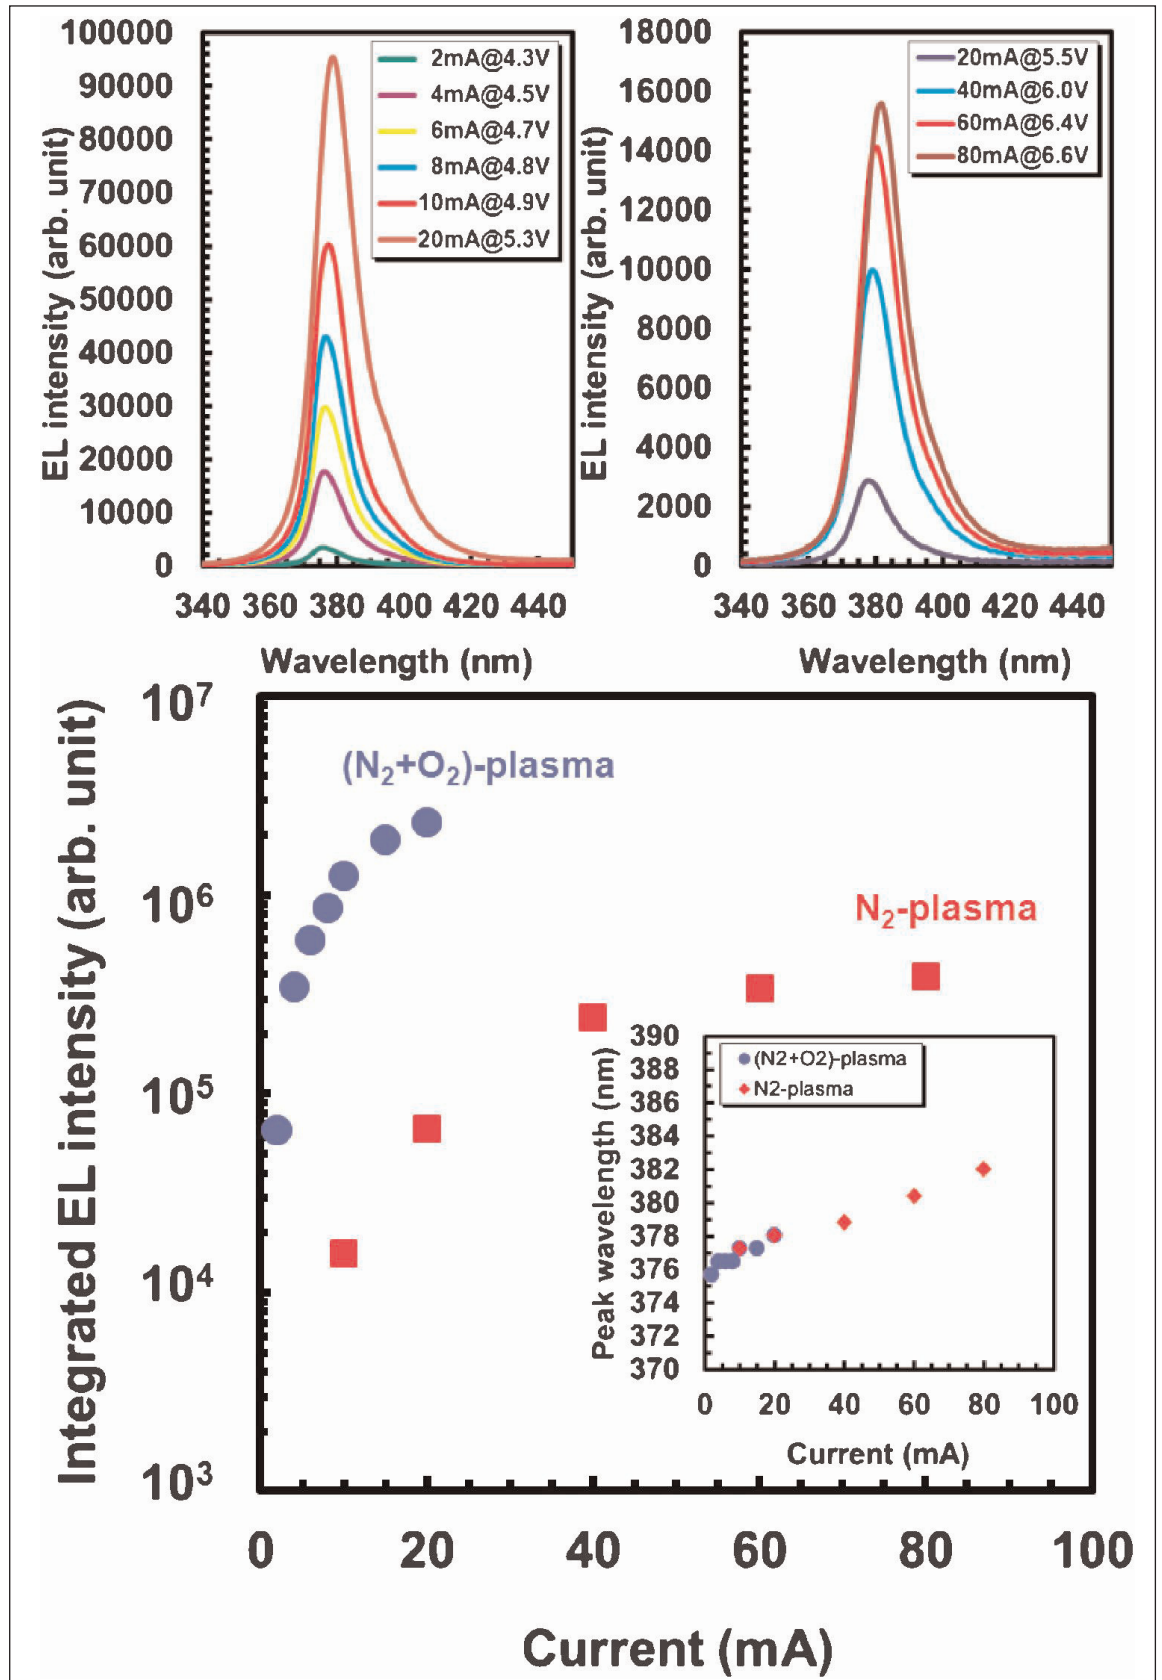 100000
90000
80000
70000
60000
50000
40000
30000
20000
10000
0
EL intensity (arb. unit)
2mA@4.3V
4mA@4.5V
6mA@4.7V
8mA@4.8V
10mA@4.9V
20mA@5.3V
340 360 380 400 420 440
Wavelength (nm)
18000
16000
14000
12000
10000
8000
6000
4000
2000
0
EL intensity (arb. unit)
20mA@5.5V
40mA@6.0V
60mA@6.4V
80mA@6.6V
340 360 380 400 420 440
Wavelength (nm)
Integrated EL intensity (arb. unit)
10⁷
10⁶
10⁵
10⁴
10³
(N₂+O₂)-plasma
N₂-plasma
Peak wavelength (nm)
390
388
386
384
382
380
378
376
374
372
370
(N2+O2)-plasma
N2-plasma
0 20 40 60 80 100
Current (mA)
0 20 40 60 80 100
Current (mA)